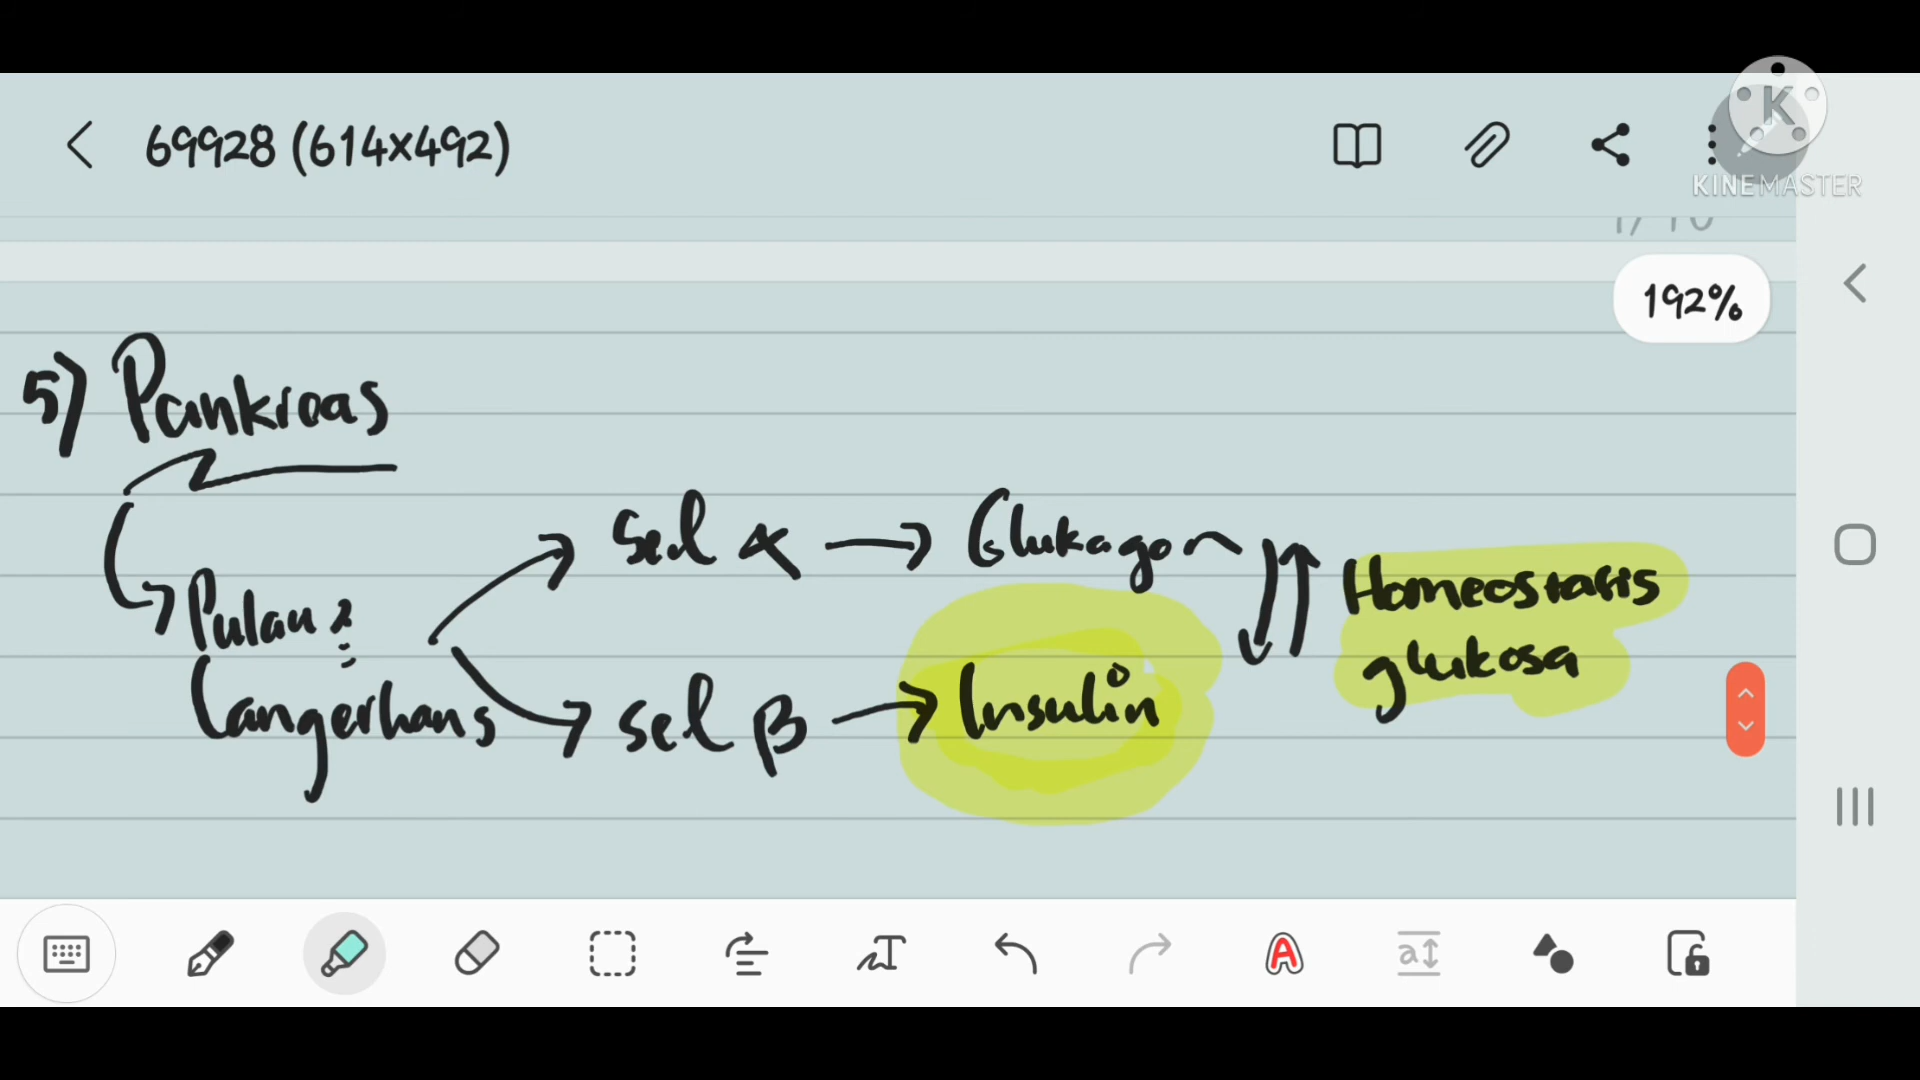 69928 (614x492)
KINEMASTER
192%
5) Pankreas
Pulau2
Langerhans
sel α → Glukagon
sel β → Insulin
Homeostasis
glukosa